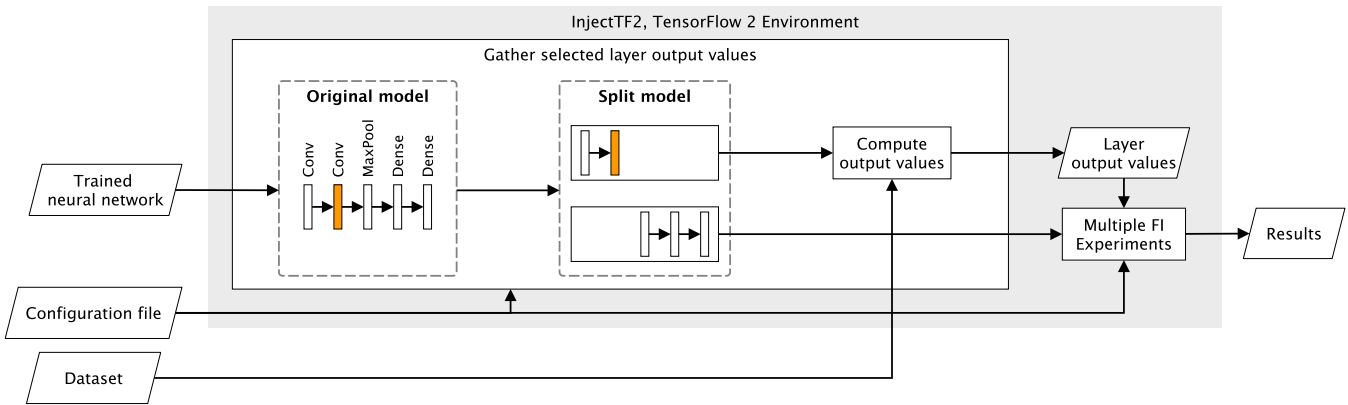 InjectTF2, TensorFlow 2 Environment
Gather selected layer output values
Original model
Conv
Conv
MaxPool
Dense
Dense
Split model
Compute
output values
Layer
output values
Trained
neural network
Multiple FI
Experiments
Results
Configuration file
Dataset